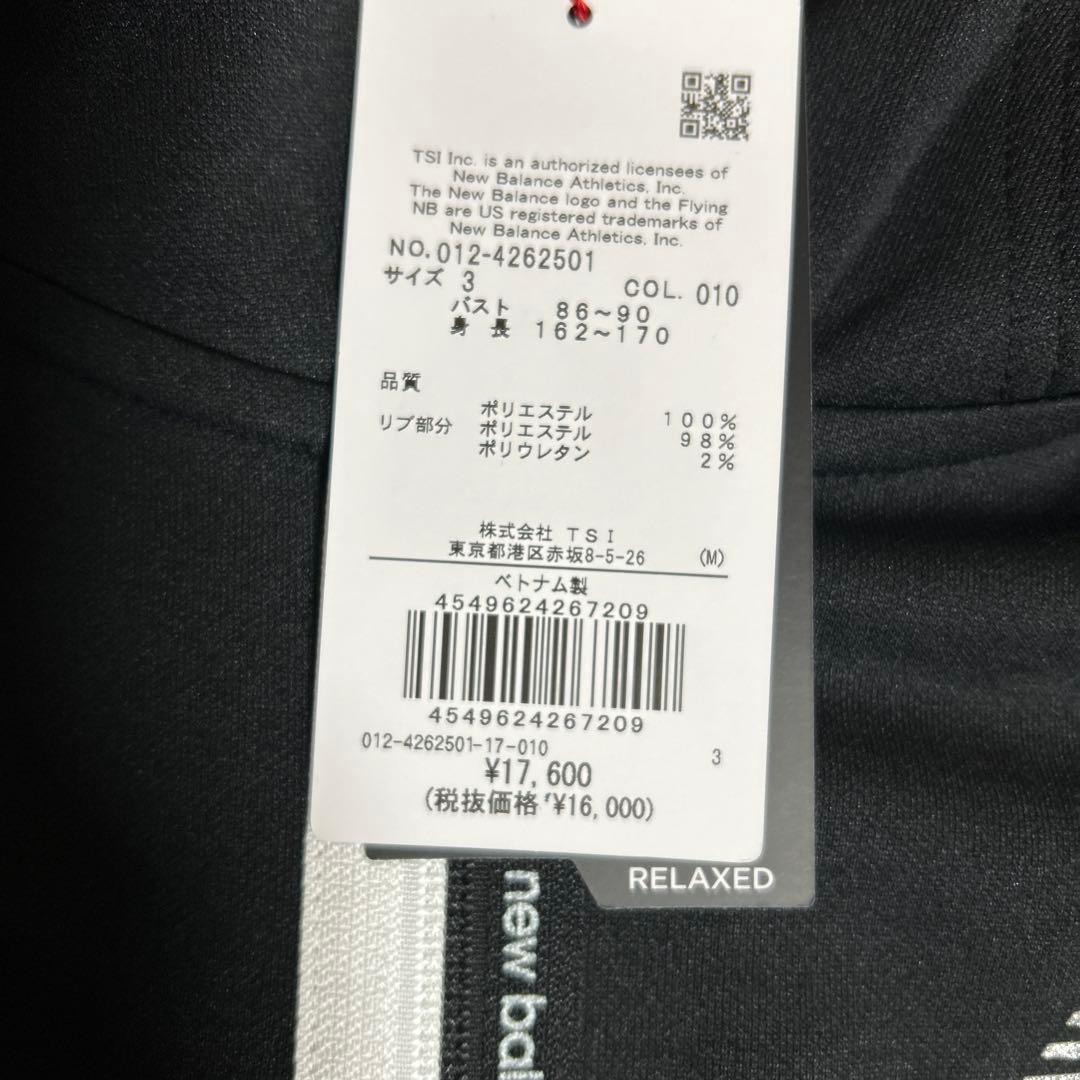 TSI Inc. is an authorized licensees of
New Balance Athletics, Inc.
The New Balance logo and the Flying
NB are US registered trademarks of
New Balance Athletics, Inc.
NO. 012-4262501
サイズ 3 COL. 010
バスト 86～90
身長 162～170
品質
ポリエステル 100%
リブ部分 ポリエステル 98%
ポリウレタン 2%
株式会社 TSI
東京都港区赤坂8-5-26 (M)
ベトナム製
4549624267209
4549624267209
012-4262501-17-010 3
¥17,600
(税抜価格 ¥16,000)
RELAXED
new bal